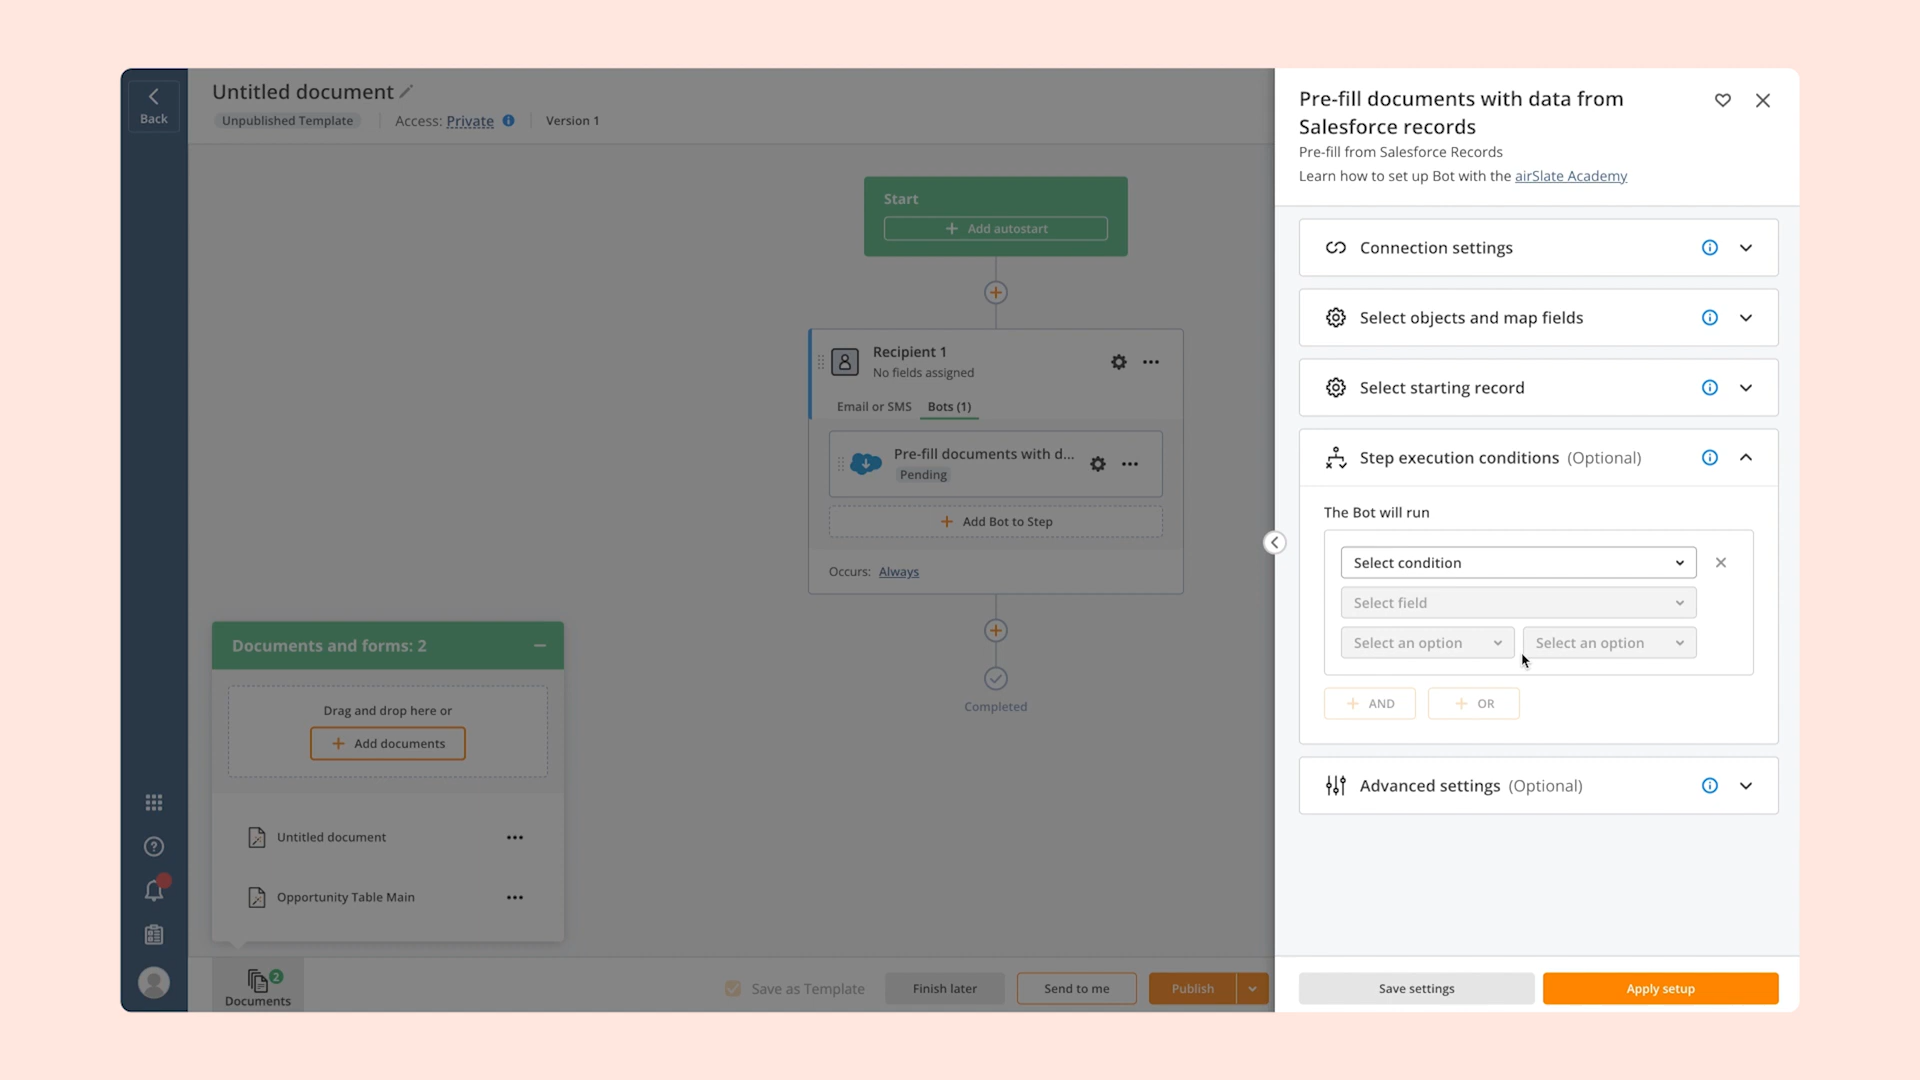 Back
Untitled document
Unpublished Template
Access: Private
Version 1
Start
Add autostart
Recipient 1
No fields assigned
Email or SMS
Bots (1)
Pre-fill documents with d...
Pending
Add Bot to Step
Occurs: Always
Completed
Documents and forms: 2
Drag and drop here or
Add documents
Untitled document
Opportunity Table Main
2
Documents
Save as Template
Finish later
Send to me
Publish
Pre-fill documents with data from
Salesforce records
Pre-fill from Salesforce Records
Learn how to set up Bot with the airSlate Academy
Connection settings
Select objects and map fields
Select starting record
Step execution conditions (Optional)
The Bot will run
Select condition
Select field
Select an option
Select an option
AND
OR
Advanced settings (Optional)
Save settings
Apply setup